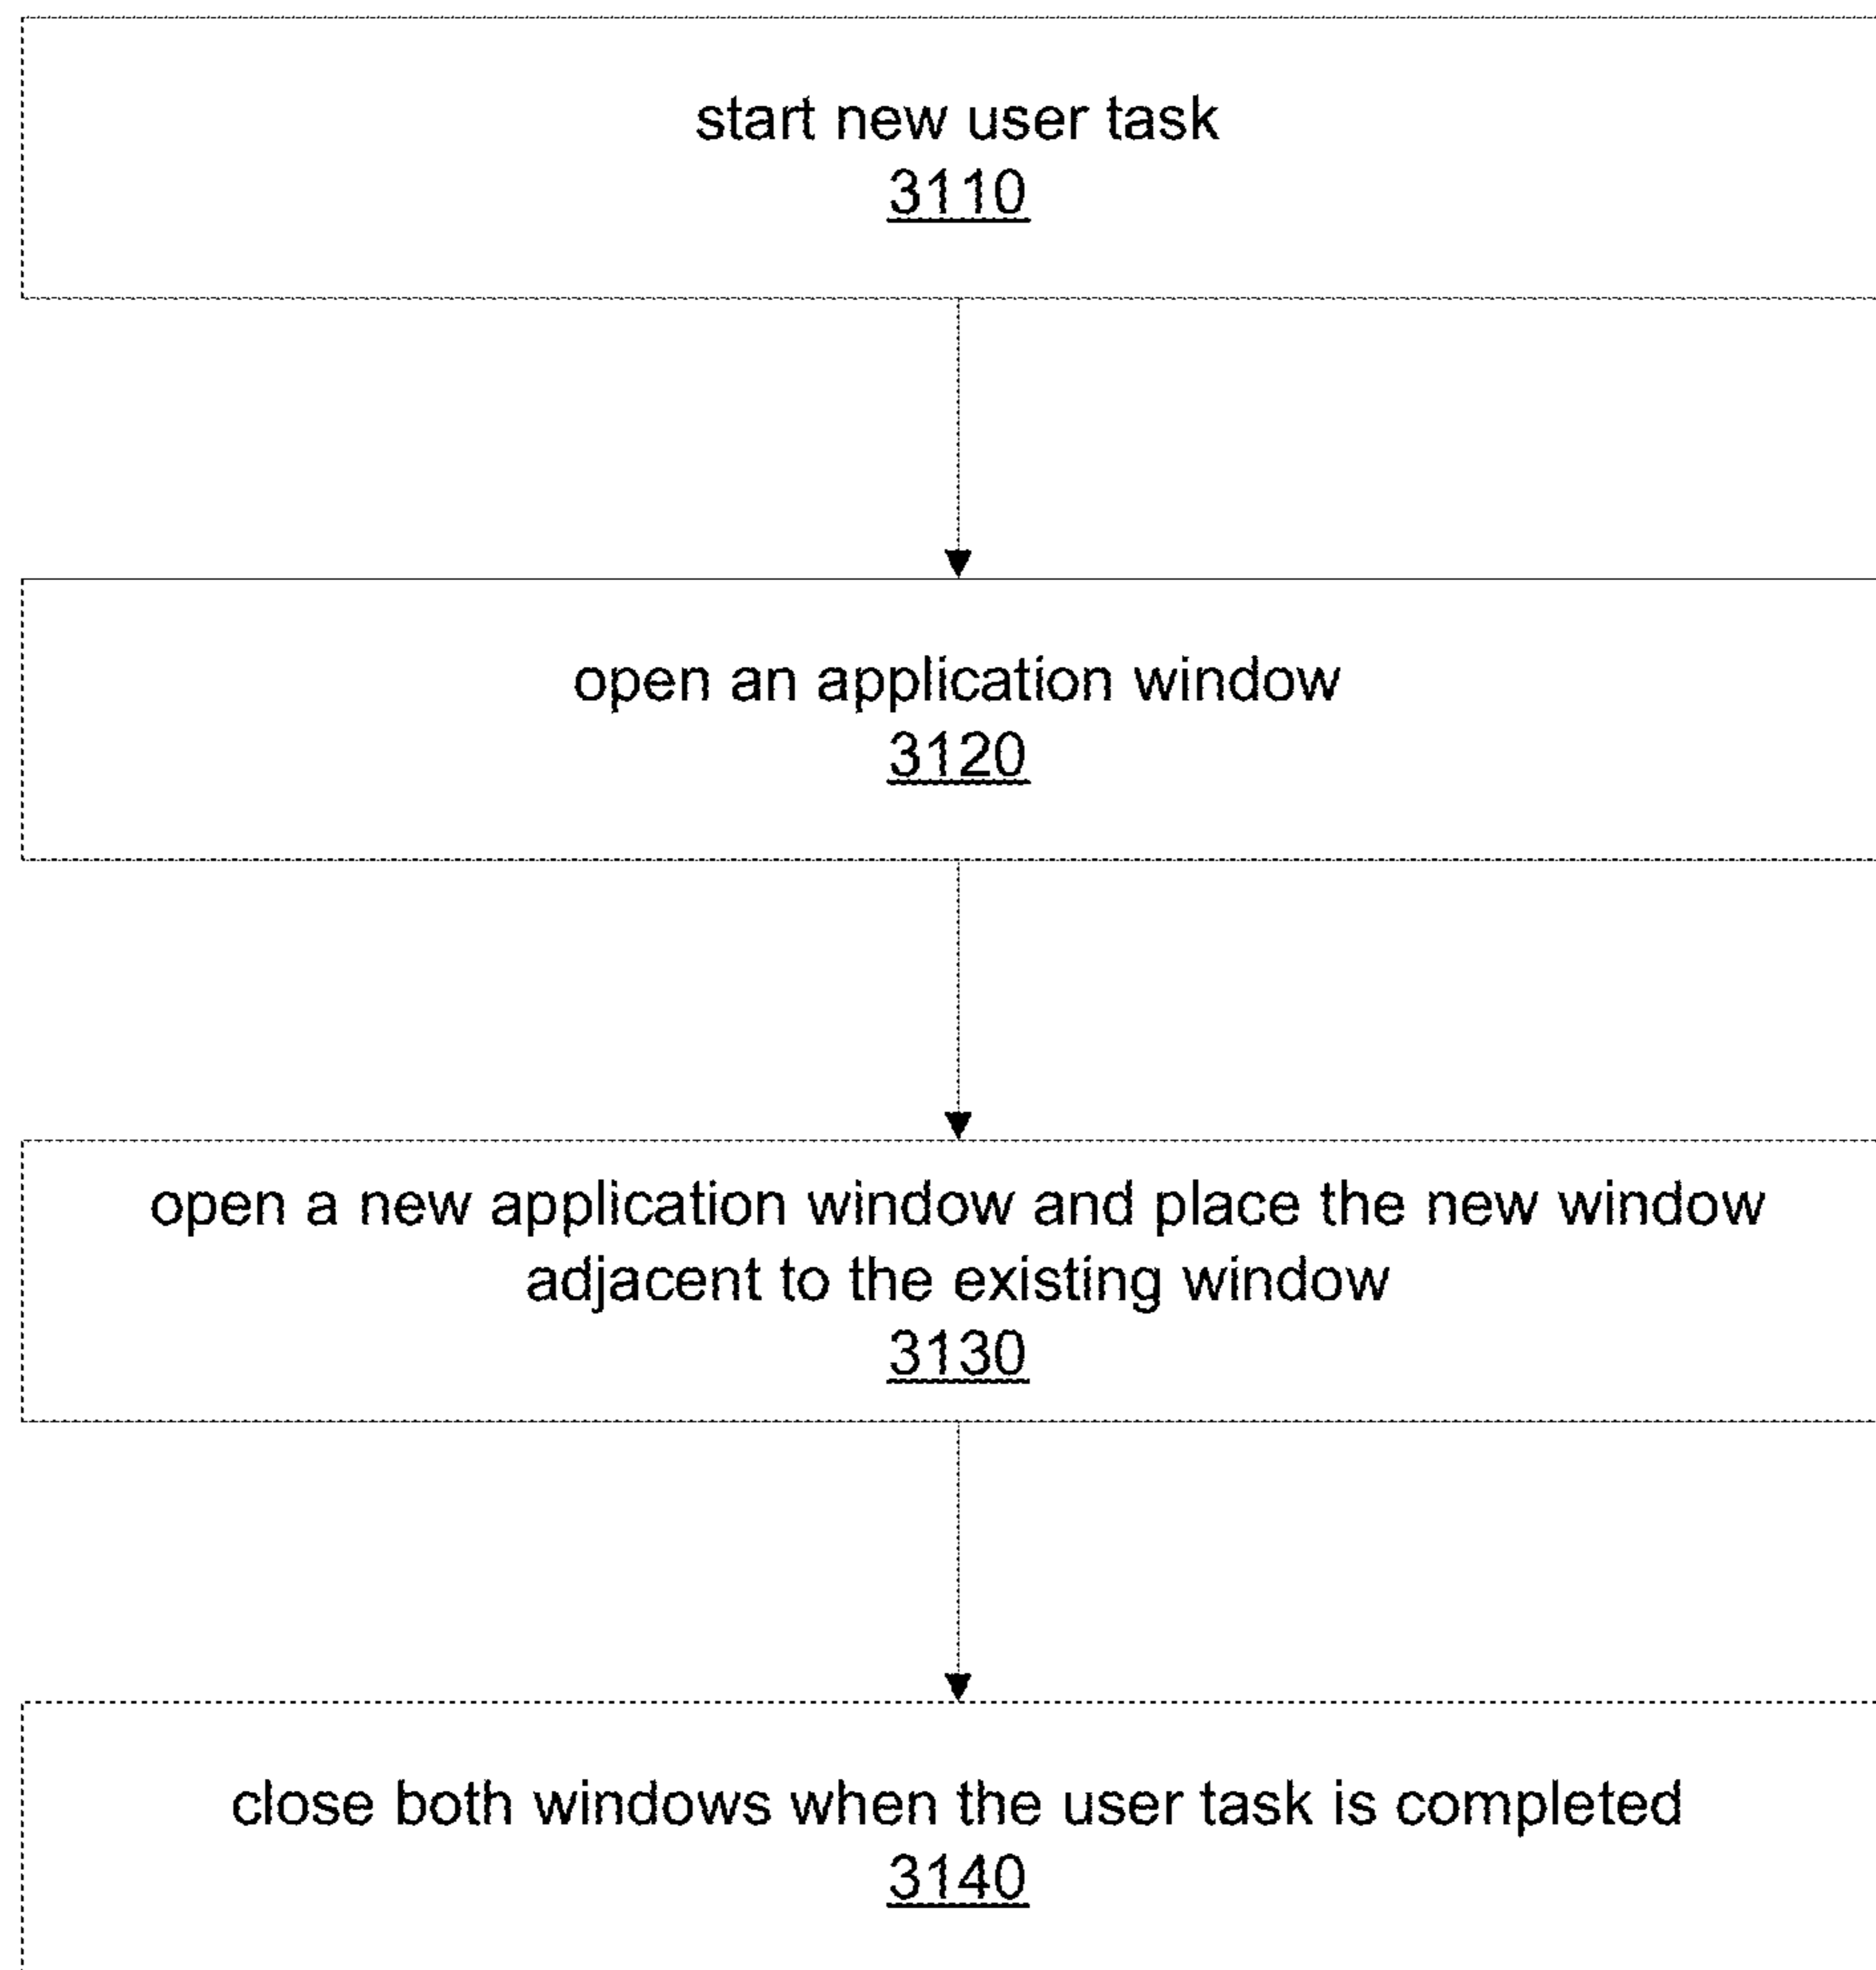 start new user task
3110
open an application window
3120
open a new application window and place the new window
adjacent to the existing window
3130
close both windows when the user task is completed
3140